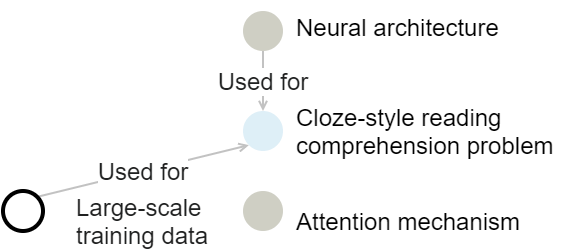 Neural architecture
Used for
Cloze-style reading
comprehension problem
Used for
Large-scale
training data
Attention mechanism